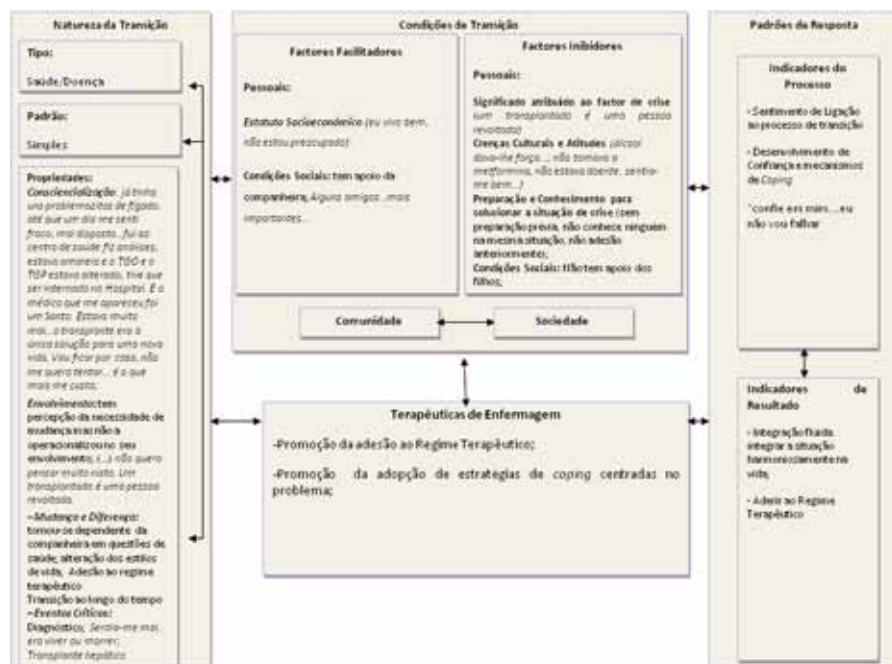 Natureza da Transição
Tipo:
Saúde/Doença
Padrão:
Simples
Propriedades:
Consciencialização: já tinha
uns problemazitos de fígado,
até que um dia me senti
fraco, mal disposto...fui ao
centro de saúde fiz análises,
estava amarelo e o TGO e o
TGP estava alterado, tive que
ser internado no Hospital. E o
médico que me apareceu foi
um Santo. Estava muito
mal...o transplante era a
única solução para uma nova
vida. Vou ficar por casa, não
me quero tentar... é o que
mais me custa;
Envolvimento: tem
percepção da necessidade de
mudança mas não a
operacionalizou no seu
envolvimento; (...) não quero
pensar muito nisto. Um
transplantado é uma pessoa
revoltada.
–Mudança e Diferença:
tornou-se dependente da
companheira em questões de
saúde; alteração dos estilos
de vida; Adesão ao regime
terapêutico
Transição ao longo do tempo
–Eventos Críticos:
Diagnóstico; Sentia-me mal,
era viver ou morrer;
Transplante hepático
Condições de Transição
Factores Facilitadores
Pessoais:
Estatuto Socioeconómico (eu vivo bem,
não estou preocupado)
Condições Sociais: tem apoio da
companheira, Alguns amigos...mais
importantes...
Factores Inibidores
Pessoais:
Significado atribuído ao factor de crise
(um transplantado é uma pessoa
revoltada)
Crenças Culturais e Atitudes (álcool
dava-lhe força...; não tomava a
metformina, não estava doente, sentia-
me bem...)
Preparação e Conhecimento para
solucionar a situação de crise (sem
preparação prévia, não conhece ninguém
na mesma situação, não adesão
anteriormente);
Condições Sociais: Não tem apoio dos
filhos;
Comunidade
Sociedade
Terapêuticas de Enfermagem
-Promoção da adesão ao Regime Terapêutico;
-Promoção da adopção de estratégias de coping centradas no
problema;
Padrões de Resposta
Indicadores do
Processo
- Sentimento de Ligação
ao processo de transição
- Desenvolvimento de
Confiança e mecanismos
de Coping
"confie em mim....eu
não vou falhar
Indicadores de
Resultado
- Integração fluida
integrar a situação
harmoniosamente na
vida;
- Aderir ao Regime
Terapêutico